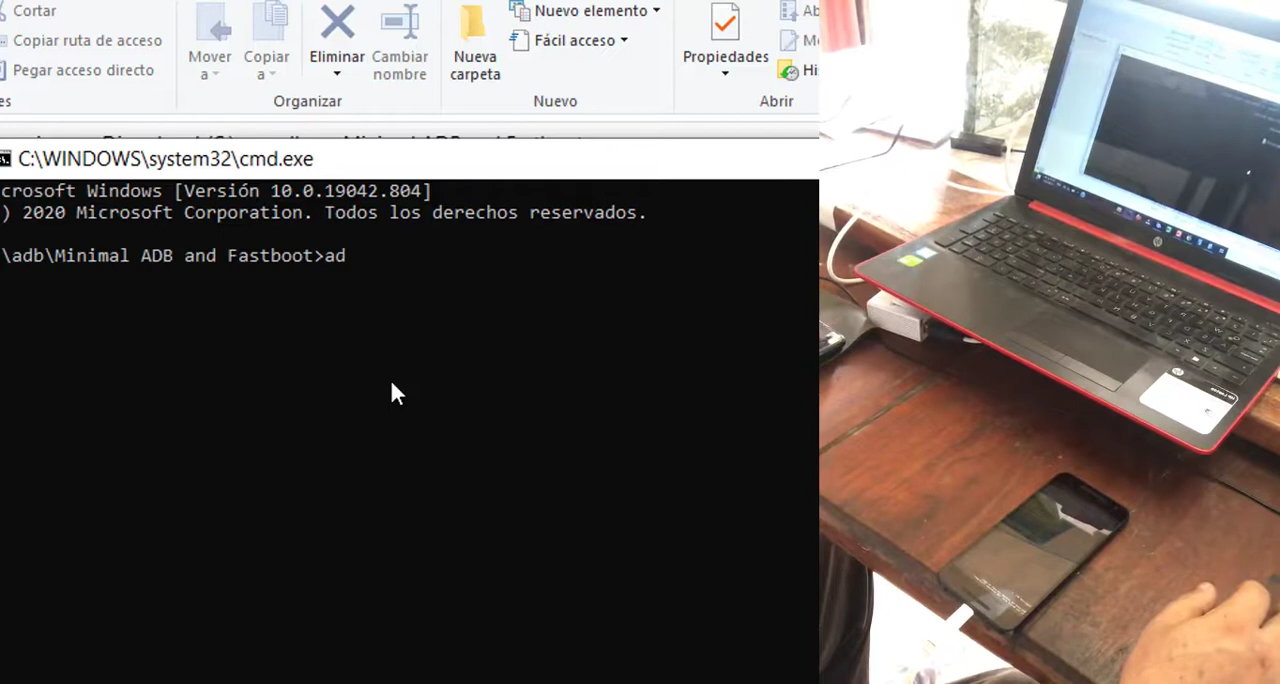 Cortar
Copiar ruta de acceso
Pegar acceso directo
Mover a
Copiar a
Eliminar
Cambiar nombre
Organizar
Nueva carpeta
Nuevo elemento
Fácil acceso
Nuevo
Propiedades
Abrir
C:\WINDOWS\system32\cmd.exe
crosoft Windows [Versión 10.0.19042.804]
) 2020 Microsoft Corporation. Todos los derechos reservados.
\adb\Minimal ADB and Fastboot>ad